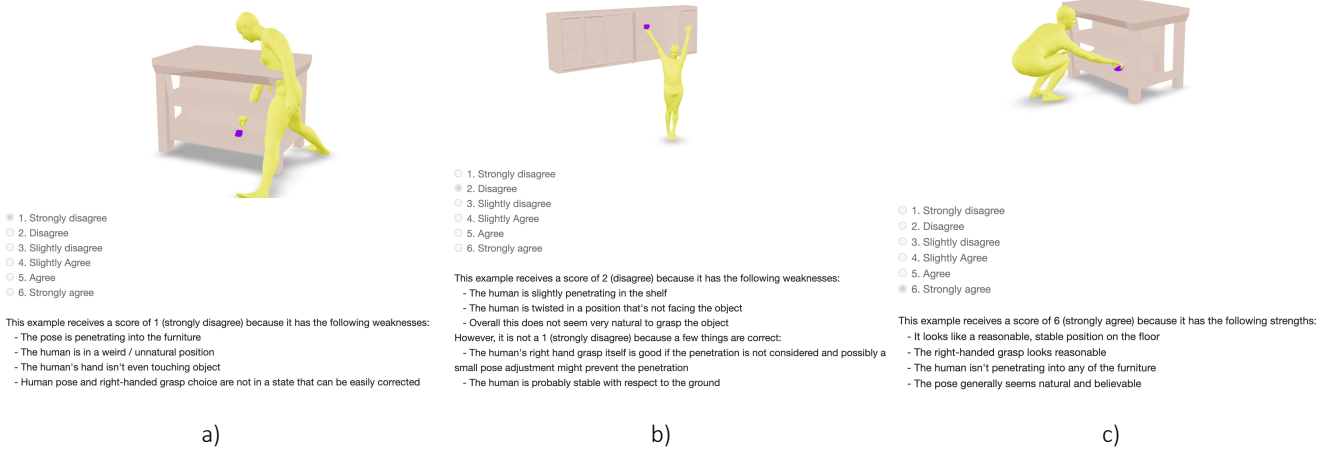 1. Strongly disagree
2. Disagree
3. Slightly disagree
4. Slightly Agree
5. Agree
6. Strongly agree
This example receives a score of 1 (strongly disagree) because it has the following weaknesses:
- The pose is penetrating into the furniture
- The human is in a weird / unnatural position
- The human's hand isn't even touching object
- Human pose and right-handed grasp choice are not in a state that can be easily corrected
a)
1. Strongly disagree
2. Disagree
3. Slightly disagree
4. Slightly Agree
5. Agree
6. Strongly agree
This example receives a score of 2 (disagree) because it has the following weaknesses:
- The human is slightly penetrating in the shelf
- The human is twisted in a position that's not facing the object
- Overall this does not seem very natural to grasp the object
However, it is not a 1 (strongly disagree) because a few things are correct:
- The human's right hand grasp itself is good if the penetration is not considered and possibly a
small pose adjustment might prevent the penetration
- The human is probably stable with respect to the ground
b)
1. Strongly disagree
2. Disagree
3. Slightly disagree
4. Slightly Agree
5. Agree
6. Strongly agree
This example receives a score of 6 (strongly agree) because it has the following strengths:
- It looks like a reasonable, stable position on the floor
- The right-handed grasp looks reasonable
- The human isn't penetrating into any of the furniture
- The pose generally seems natural and believable
c)